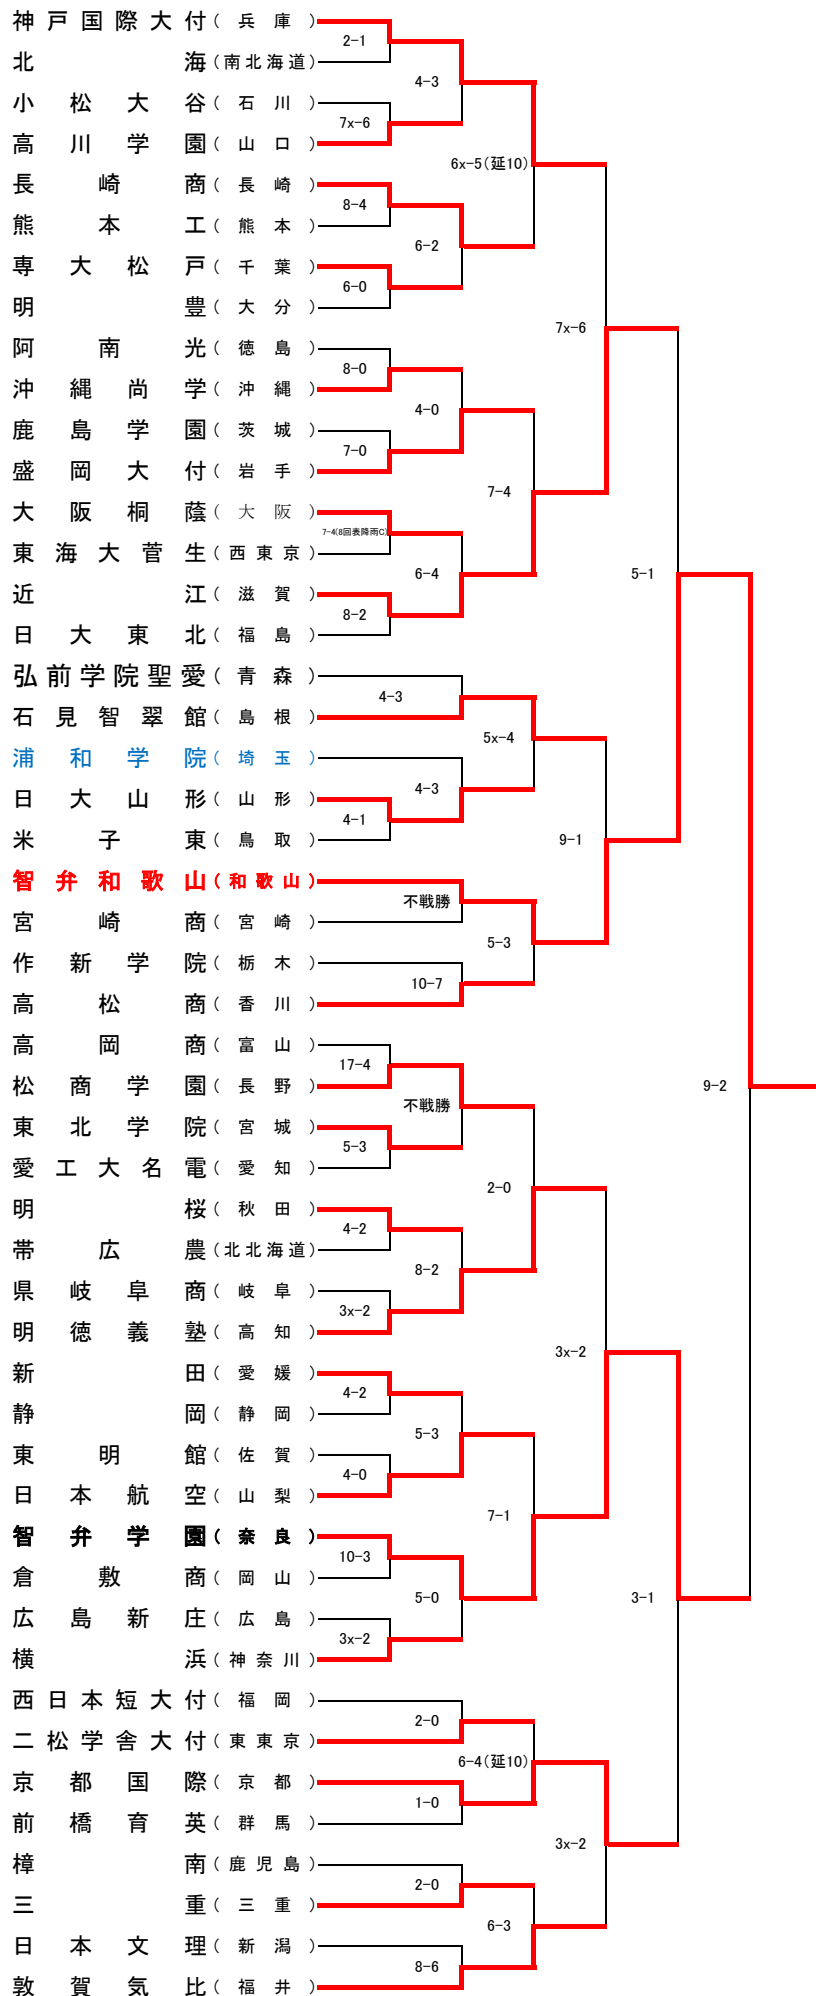 神戸国際大付(兵庫)
2-1
北海(南北海道)
4-3
小松大谷(石川)
7x-6
高川学園(山口)
6x-5(延10)
長崎商(長崎)
8-4
熊本工(熊本)
6-2
専大松戸(千葉)
6-0
明豊(大分)
7x-6
阿南光(徳島)
8-0
沖縄尚学(沖縄)
4-0
鹿島学園(茨城)
7-0
盛岡大付(岩手)
7-4
大阪桐蔭(大阪)
7-4(8回表降雨C)
東海大菅生(西東京)
6-4
5-1
近江(滋賀)
8-2
日大東北(福島)
弘前学院聖愛(青森)
4-3
石見智翠館(島根)
5x-4
浦和学院(埼玉)
4-3
日大山形(山形)
4-1
米子東(鳥取)
9-1
智弁和歌山(和歌山)
不戦勝
宮崎商(宮崎)
5-3
作新学院(栃木)
10-7
高松商(香川)
高岡商(富山)
17-4
松商学園(長野)
9-2
不戦勝
東北学院(宮城)
5-3
愛工大名電(愛知)
2-0
明桜(秋田)
4-2
帯広農(北北海道)
8-2
県岐阜商(岐阜)
3x-2
明徳義塾(高知)
3x-2
新田(愛媛)
4-2
静岡(静岡)
5-3
東明館(佐賀)
4-0
日本航空(山梨)
7-1
智弁学園(奈良)
10-3
倉敷商(岡山)
5-0
3-1
広島新庄(広島)
3x-2
横浜(神奈川)
西日本短大付(福岡)
2-0
二松学舎大付(東東京)
6-4(延10)
京都国際(京都)
1-0
前橋育英(群馬)
3x-2
樟南(鹿児島)
2-0
三重(三重)
6-3
日本文理(新潟)
8-6
敦賀気比(福井)